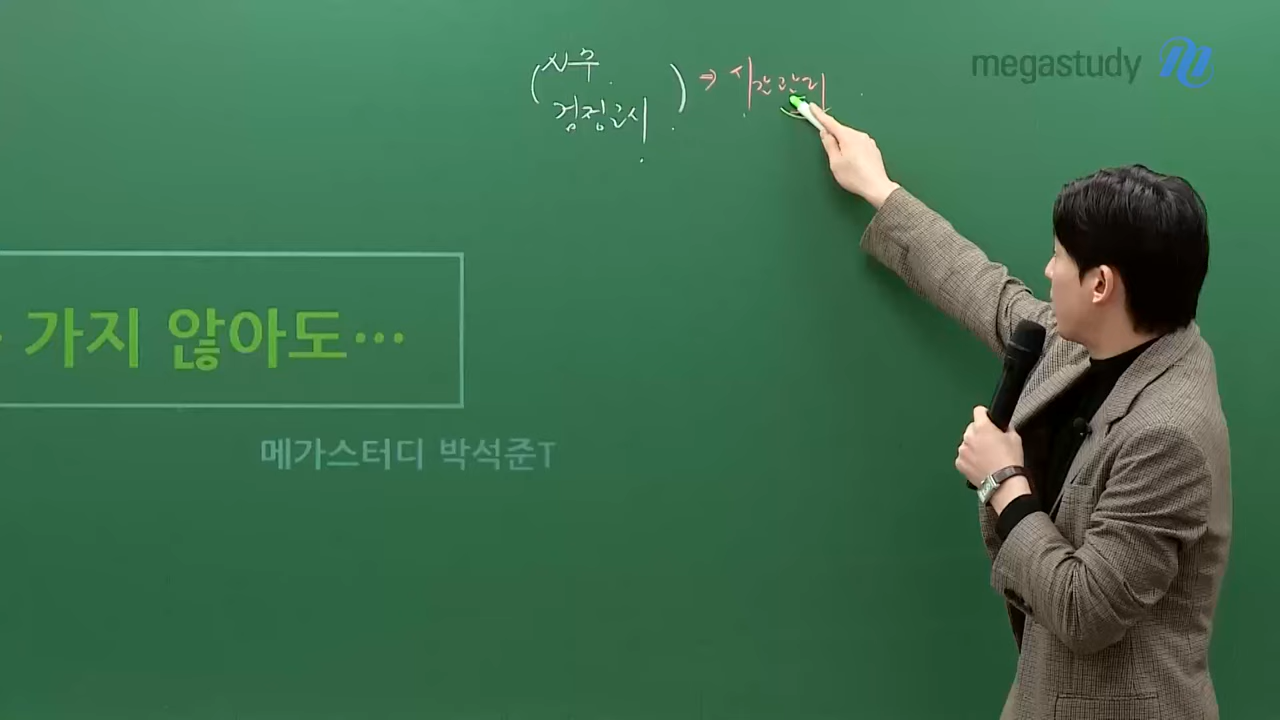 megastudy
자수
검정고시
⇒ 시간관리
가지 않아도…
메가스터디 박석준T